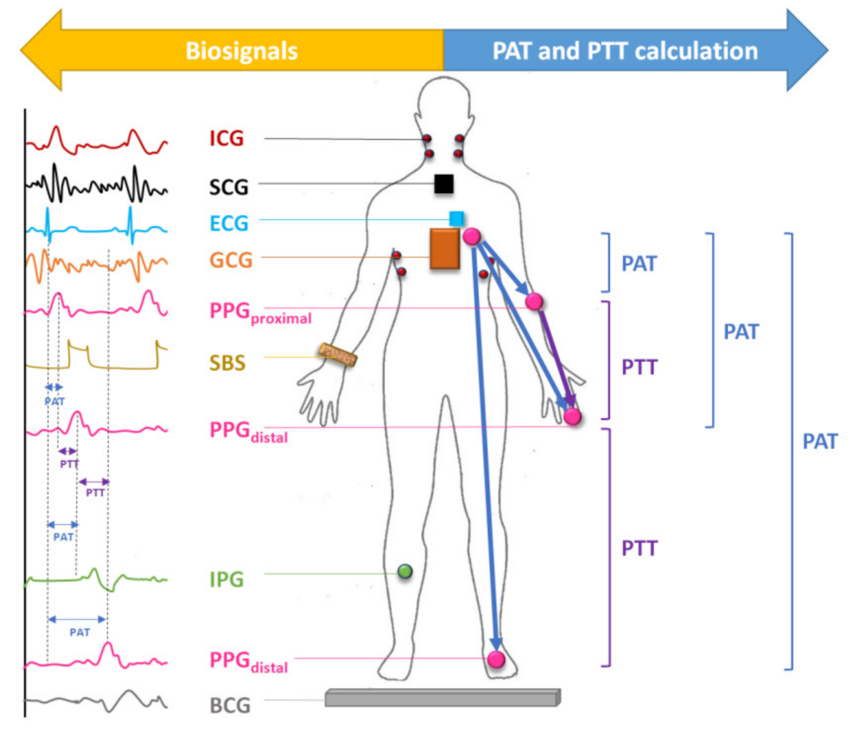 Biosignals
PAT and PTT calculation
ICG
SCG
ECG
GCG
PPGproximal
SBS
PAT
PPGdistal
PTT
PTT
PAT
IPG
PAT
PPGdistal
BCG
PAT
PTT
PAT
PAT
PTT